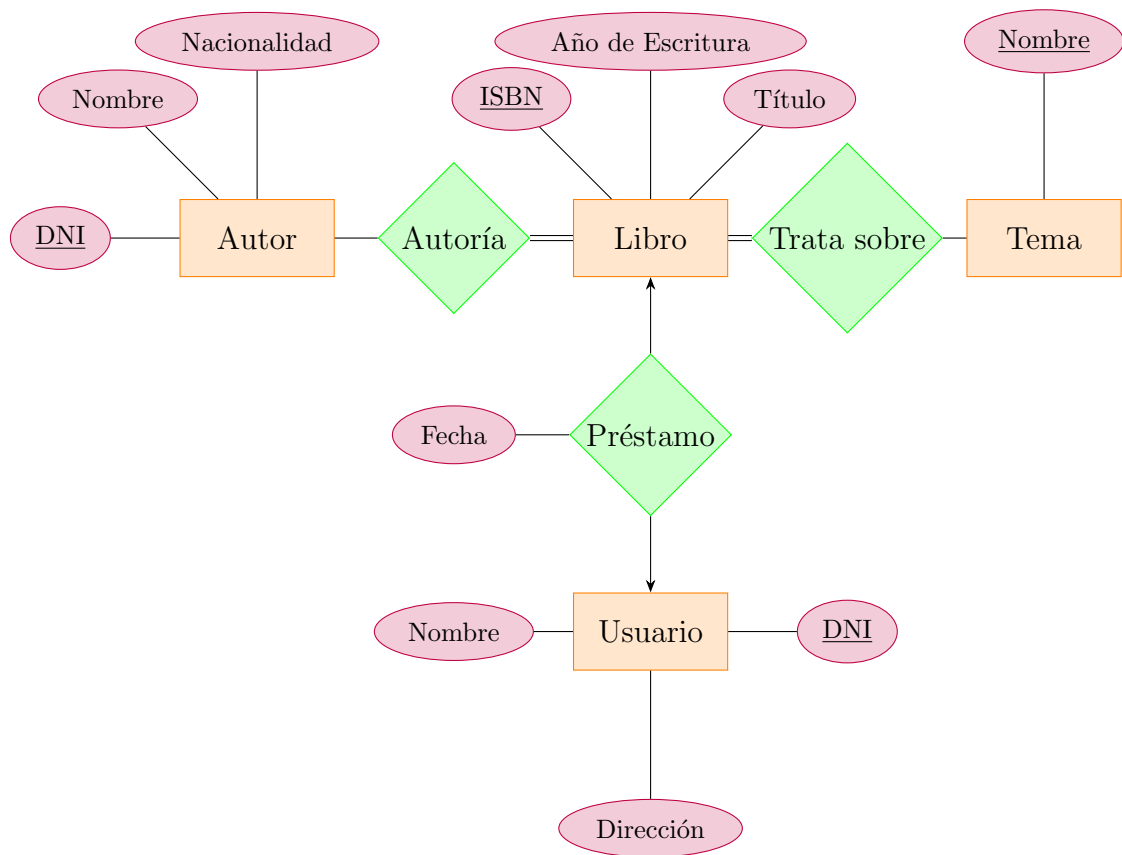 Nacionalidad
Año de Escritura
Nombre
Nombre
ISBN
Título
DNI
Autor
Autoría
Libro
Trata sobre
Tema
Fecha
Préstamo
Nombre
Usuario
DNI
Dirección